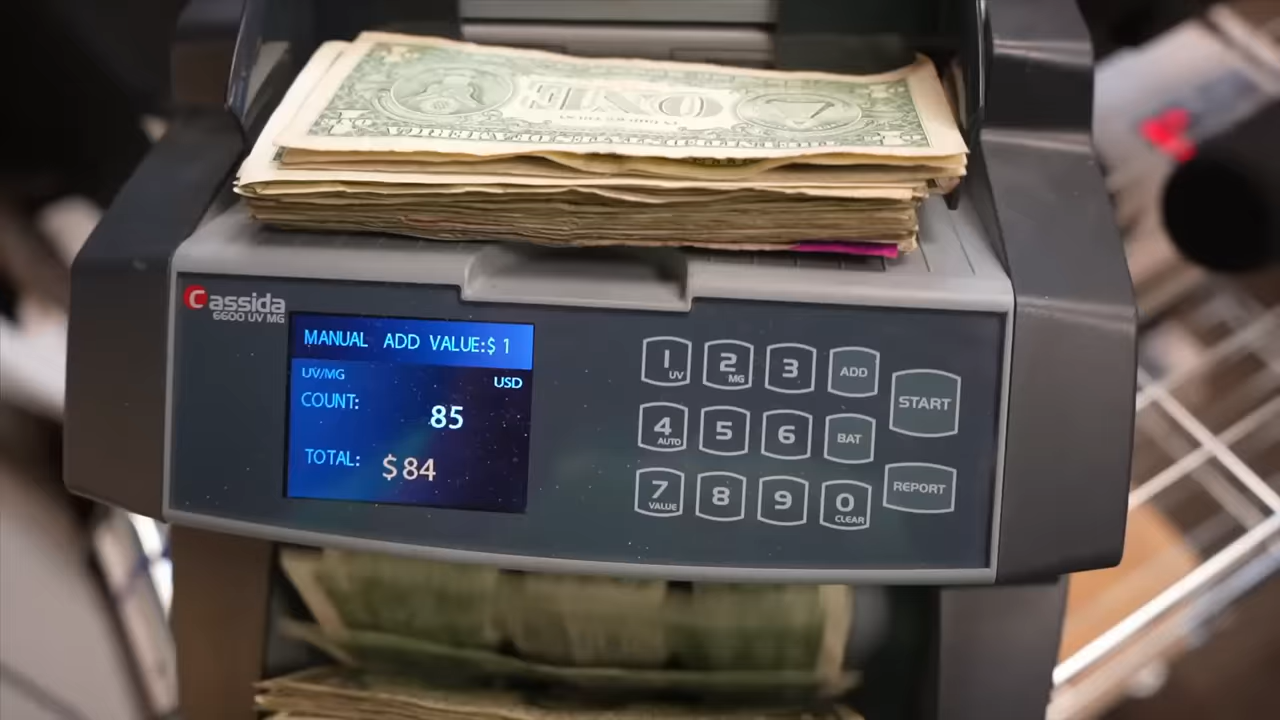 ONE
Cassida
6600 UV MG
MANUAL ADD VALUE:$ 1
UV/MG
USD
COUNT:
85
TOTAL:
$84
1
UV
2
MG
3
ADD
4
AUTO
5
6
BAT
7
VALUE
8
9
0
CLEAR
START
REPORT